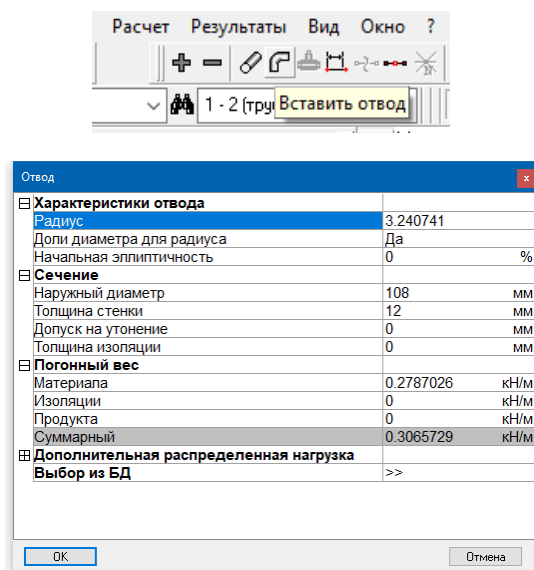 Расчет Результаты Вид Окно ?
1 - 2 (тру
Вставить отвод
Отвод
Характеристики отвода
Радиус 3.240741
Доли диаметра для радиуса Да
Начальная эллиптичность 0 %
Сечение
Наружный диаметр 108 мм
Толщина стенки 12 мм
Допуск на утонение 0 мм
Толщина изоляции 0 мм
Погонный вес
Материала 0.2787026 кН/м
Изоляции 0 кН/м
Продукта 0 кН/м
Суммарный 0.3065729 кН/м
Дополнительная распределенная нагрузка
Выбор из БД >>
OK Отмена